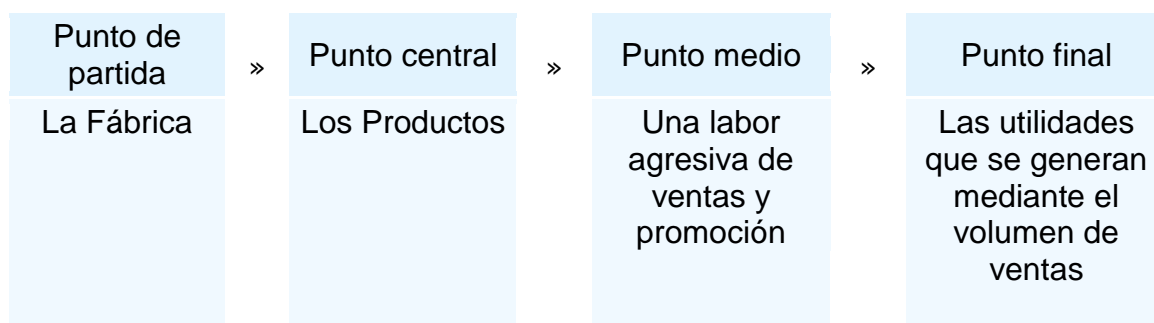 Punto de
partida
»
Punto central
»
Punto medio
»
Punto final
La Fábrica
Los Productos
Una labor
agresiva de
ventas y
promoción
Las utilidades
que se generan
mediante el
volumen de
ventas